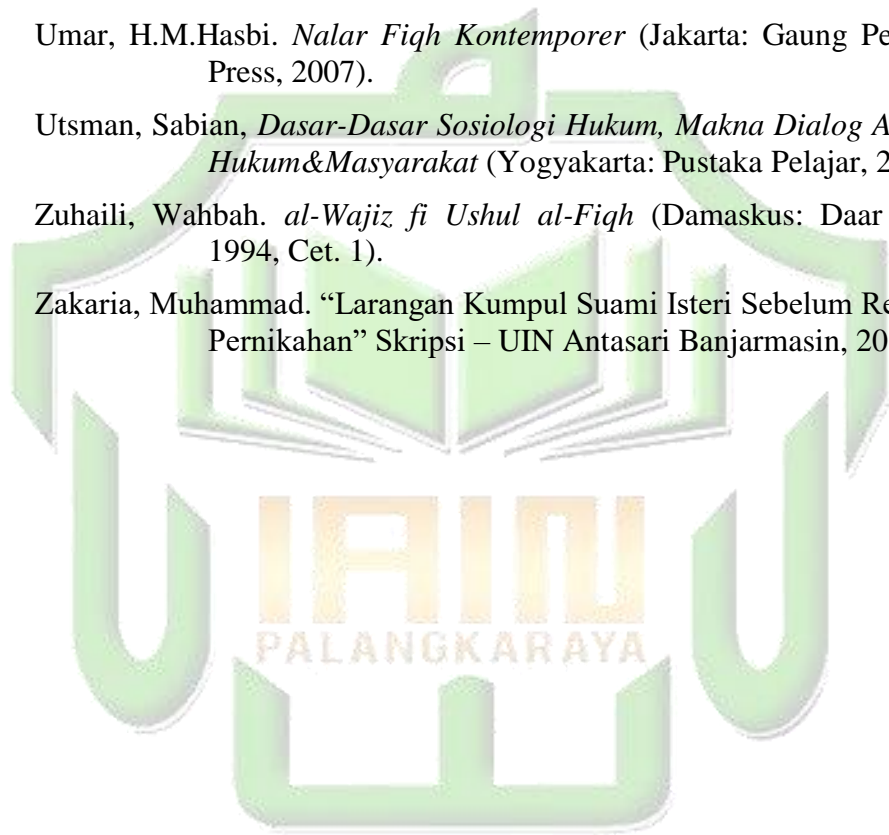 Umar, H.M.Hasbi. Nalar Fiqh Kontemporer (Jakarta: Gaung Pe
Press, 2007).
Utsman, Sabian, Dasar-Dasar Sosiologi Hukum, Makna Dialog A
Hukum&Masyarakat (Yogyakarta: Pustaka Pelajar, 2
Zuhaili, Wahbah. al-Wajiz fi Ushul al-Fiqh (Damaskus: Daar
1994, Cet. 1).
Zakaria, Muhammad. “Larangan Kumpul Suami Isteri Sebelum Re
Pernikahan” Skripsi – UIN Antasari Banjarmasin, 20
IAIN
PALANGKARAYA